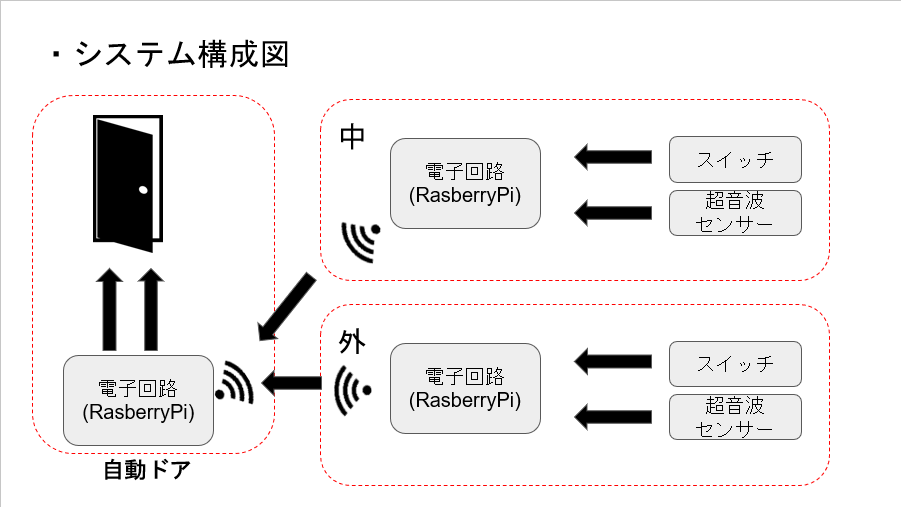 ・システム構成図
中
電子回路
(RasberryPi)
スイッチ
超音波
センサー
外
電子回路
(RasberryPi)
スイッチ
超音波
センサー
電子回路
(RasberryPi)
自動ドア